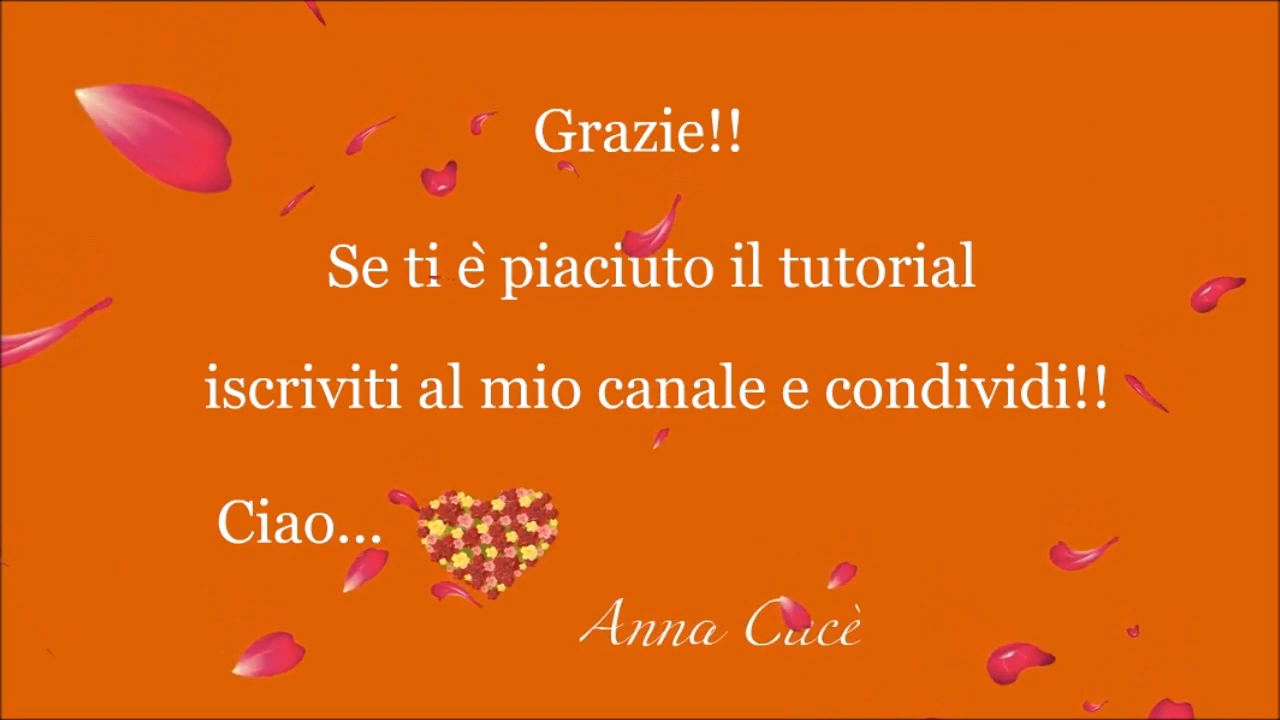 Grazie!!
Se ti è piaciuto il tutorial
iscriviti al mio canale e condividi!!
Ciao...
Anna Cucè